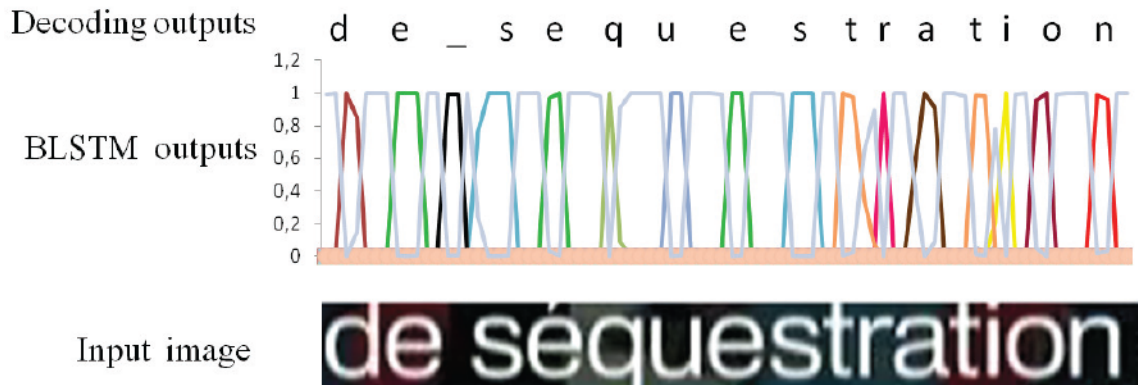 Decoding outputs d e _ s e q u e s t r a t i o n
1,2
1
0,8
BLSTM outputs
0,6
0,4
0,2
0
Input image de séquestration